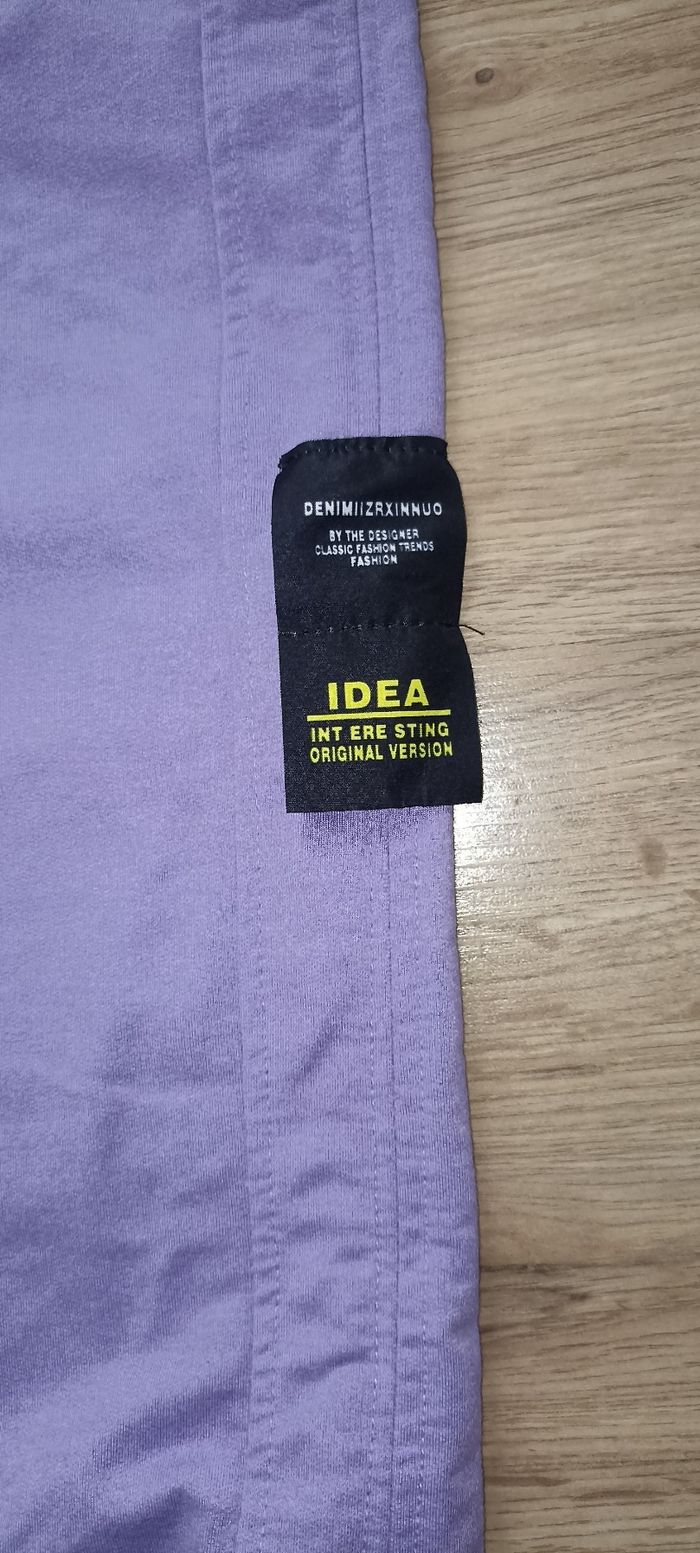 DENIMIIZRXINNUO
BY THE DESIGNER
CLASSIC FASHION TRENDS
FASHION
IDEA
INT ERE STING
ORIGINAL VERSION